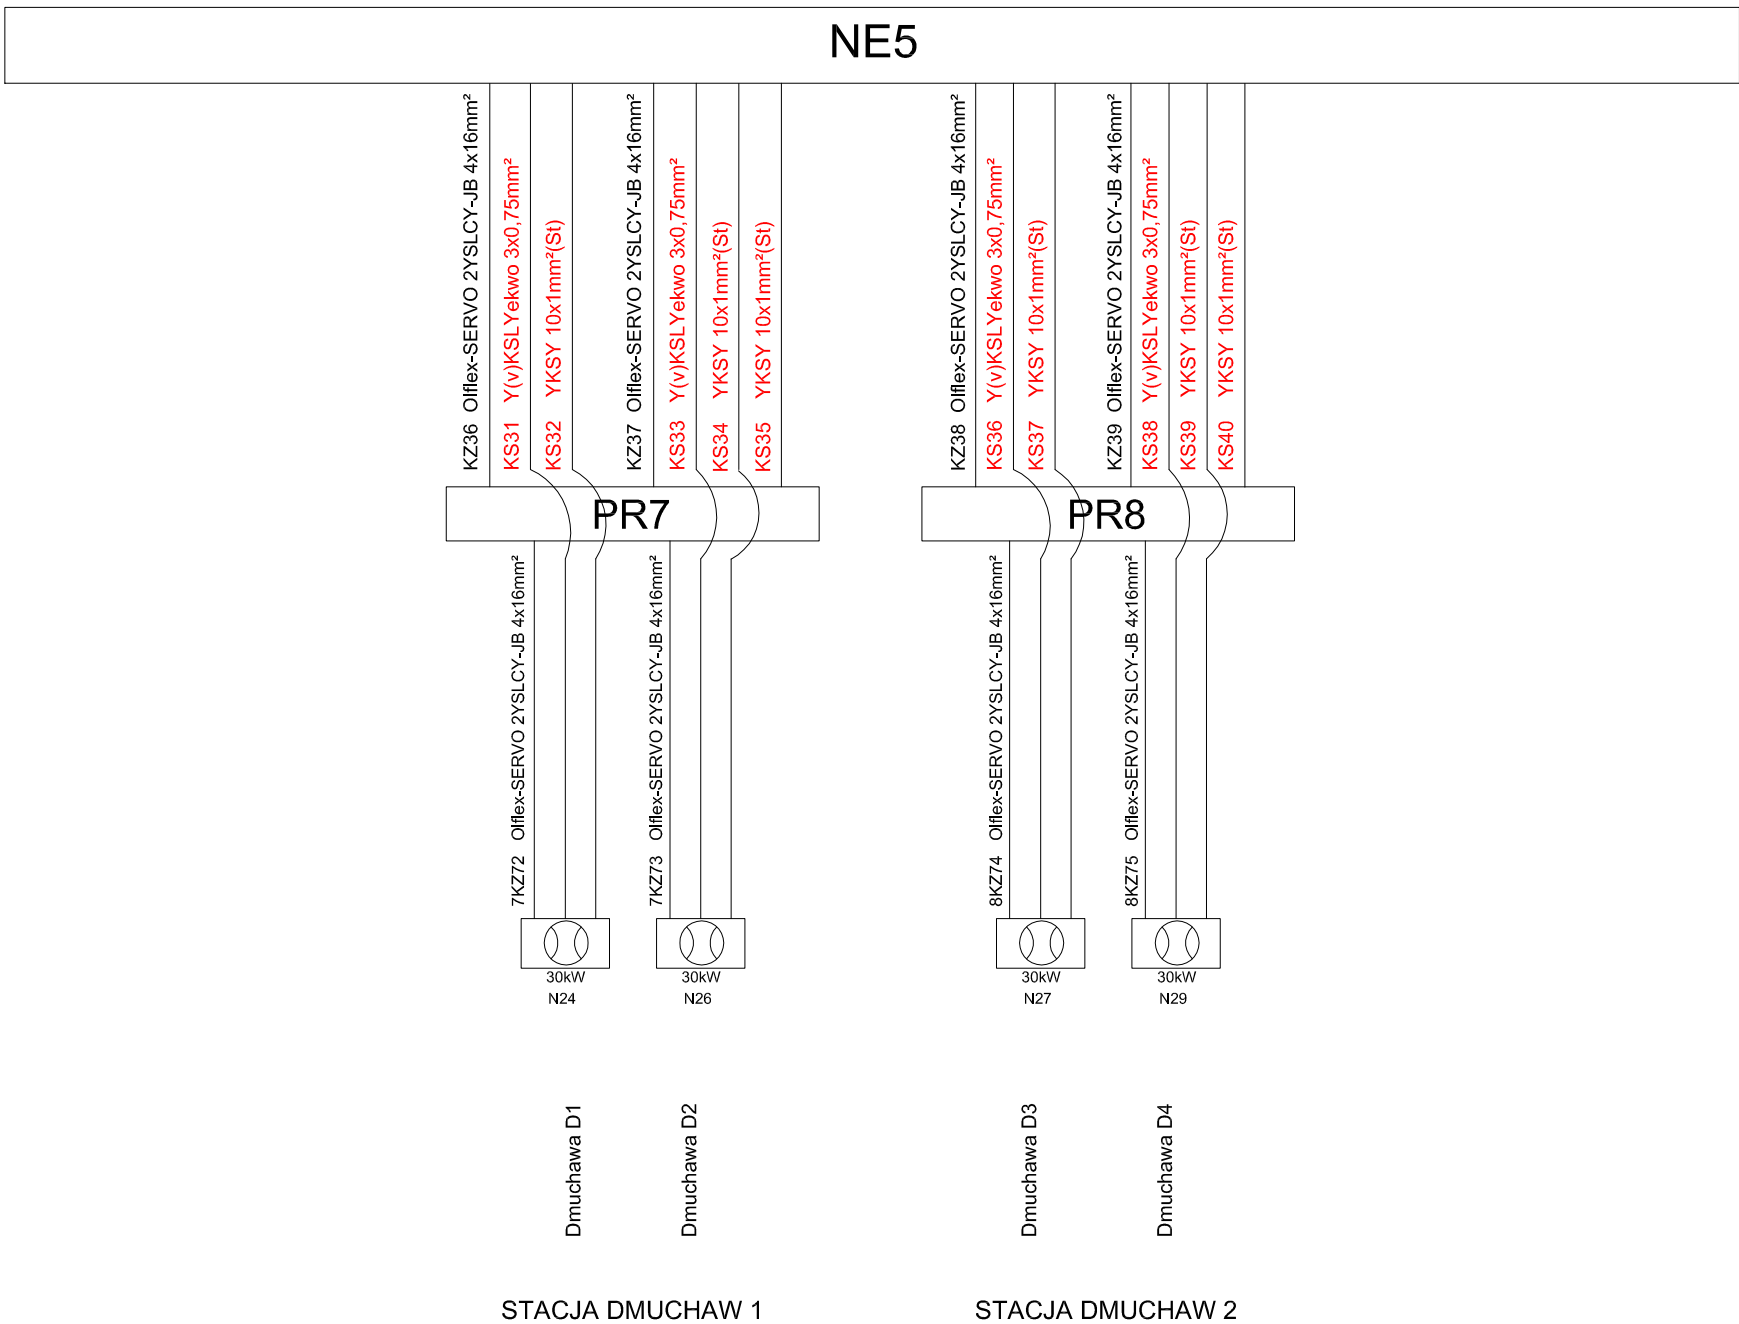 NE5
KZ36 Olflex-SERVO 2YSLCY-JB 4x16mm²
KS31 Y(v)KSLYekwo 3x0,75mm²
KS32 YKSY 10x1mm²(St)
KZ37 Olflex-SERVO 2YSLCY-JB 4x16mm²
KS33 Y(v)KSLYekwo 3x0,75mm²
KS34 YKSY 10x1mm²(St)
KS35 YKSY 10x1mm²(St)
KZ38 Olflex-SERVO 2YSLCY-JB 4x16mm²
KS36 Y(v)KSLYekwo 3x0,75mm²
KS37 YKSY 10x1mm²(St)
KZ39 Olflex-SERVO 2YSLCY-JB 4x16mm²
KS38 Y(v)KSLYekwo 3x0,75mm²
KS39 YKSY 10x1mm²(St)
KS40 YKSY 10x1mm²(St)
PR7
PR8
7KZ72 Olflex-SERVO 2YSLCY-JB 4x16mm²
7KZ73 Olflex-SERVO 2YSLCY-JB 4x16mm²
8KZ74 Olflex-SERVO 2YSLCY-JB 4x16mm²
8KZ75 Olflex-SERVO 2YSLCY-JB 4x16mm²
30kW
N24
30kW
N26
30kW
N27
30kW
N29
Dmuchawa D1
Dmuchawa D2
Dmuchawa D3
Dmuchawa D4
STACJA DMUCHAW 1
STACJA DMUCHAW 2